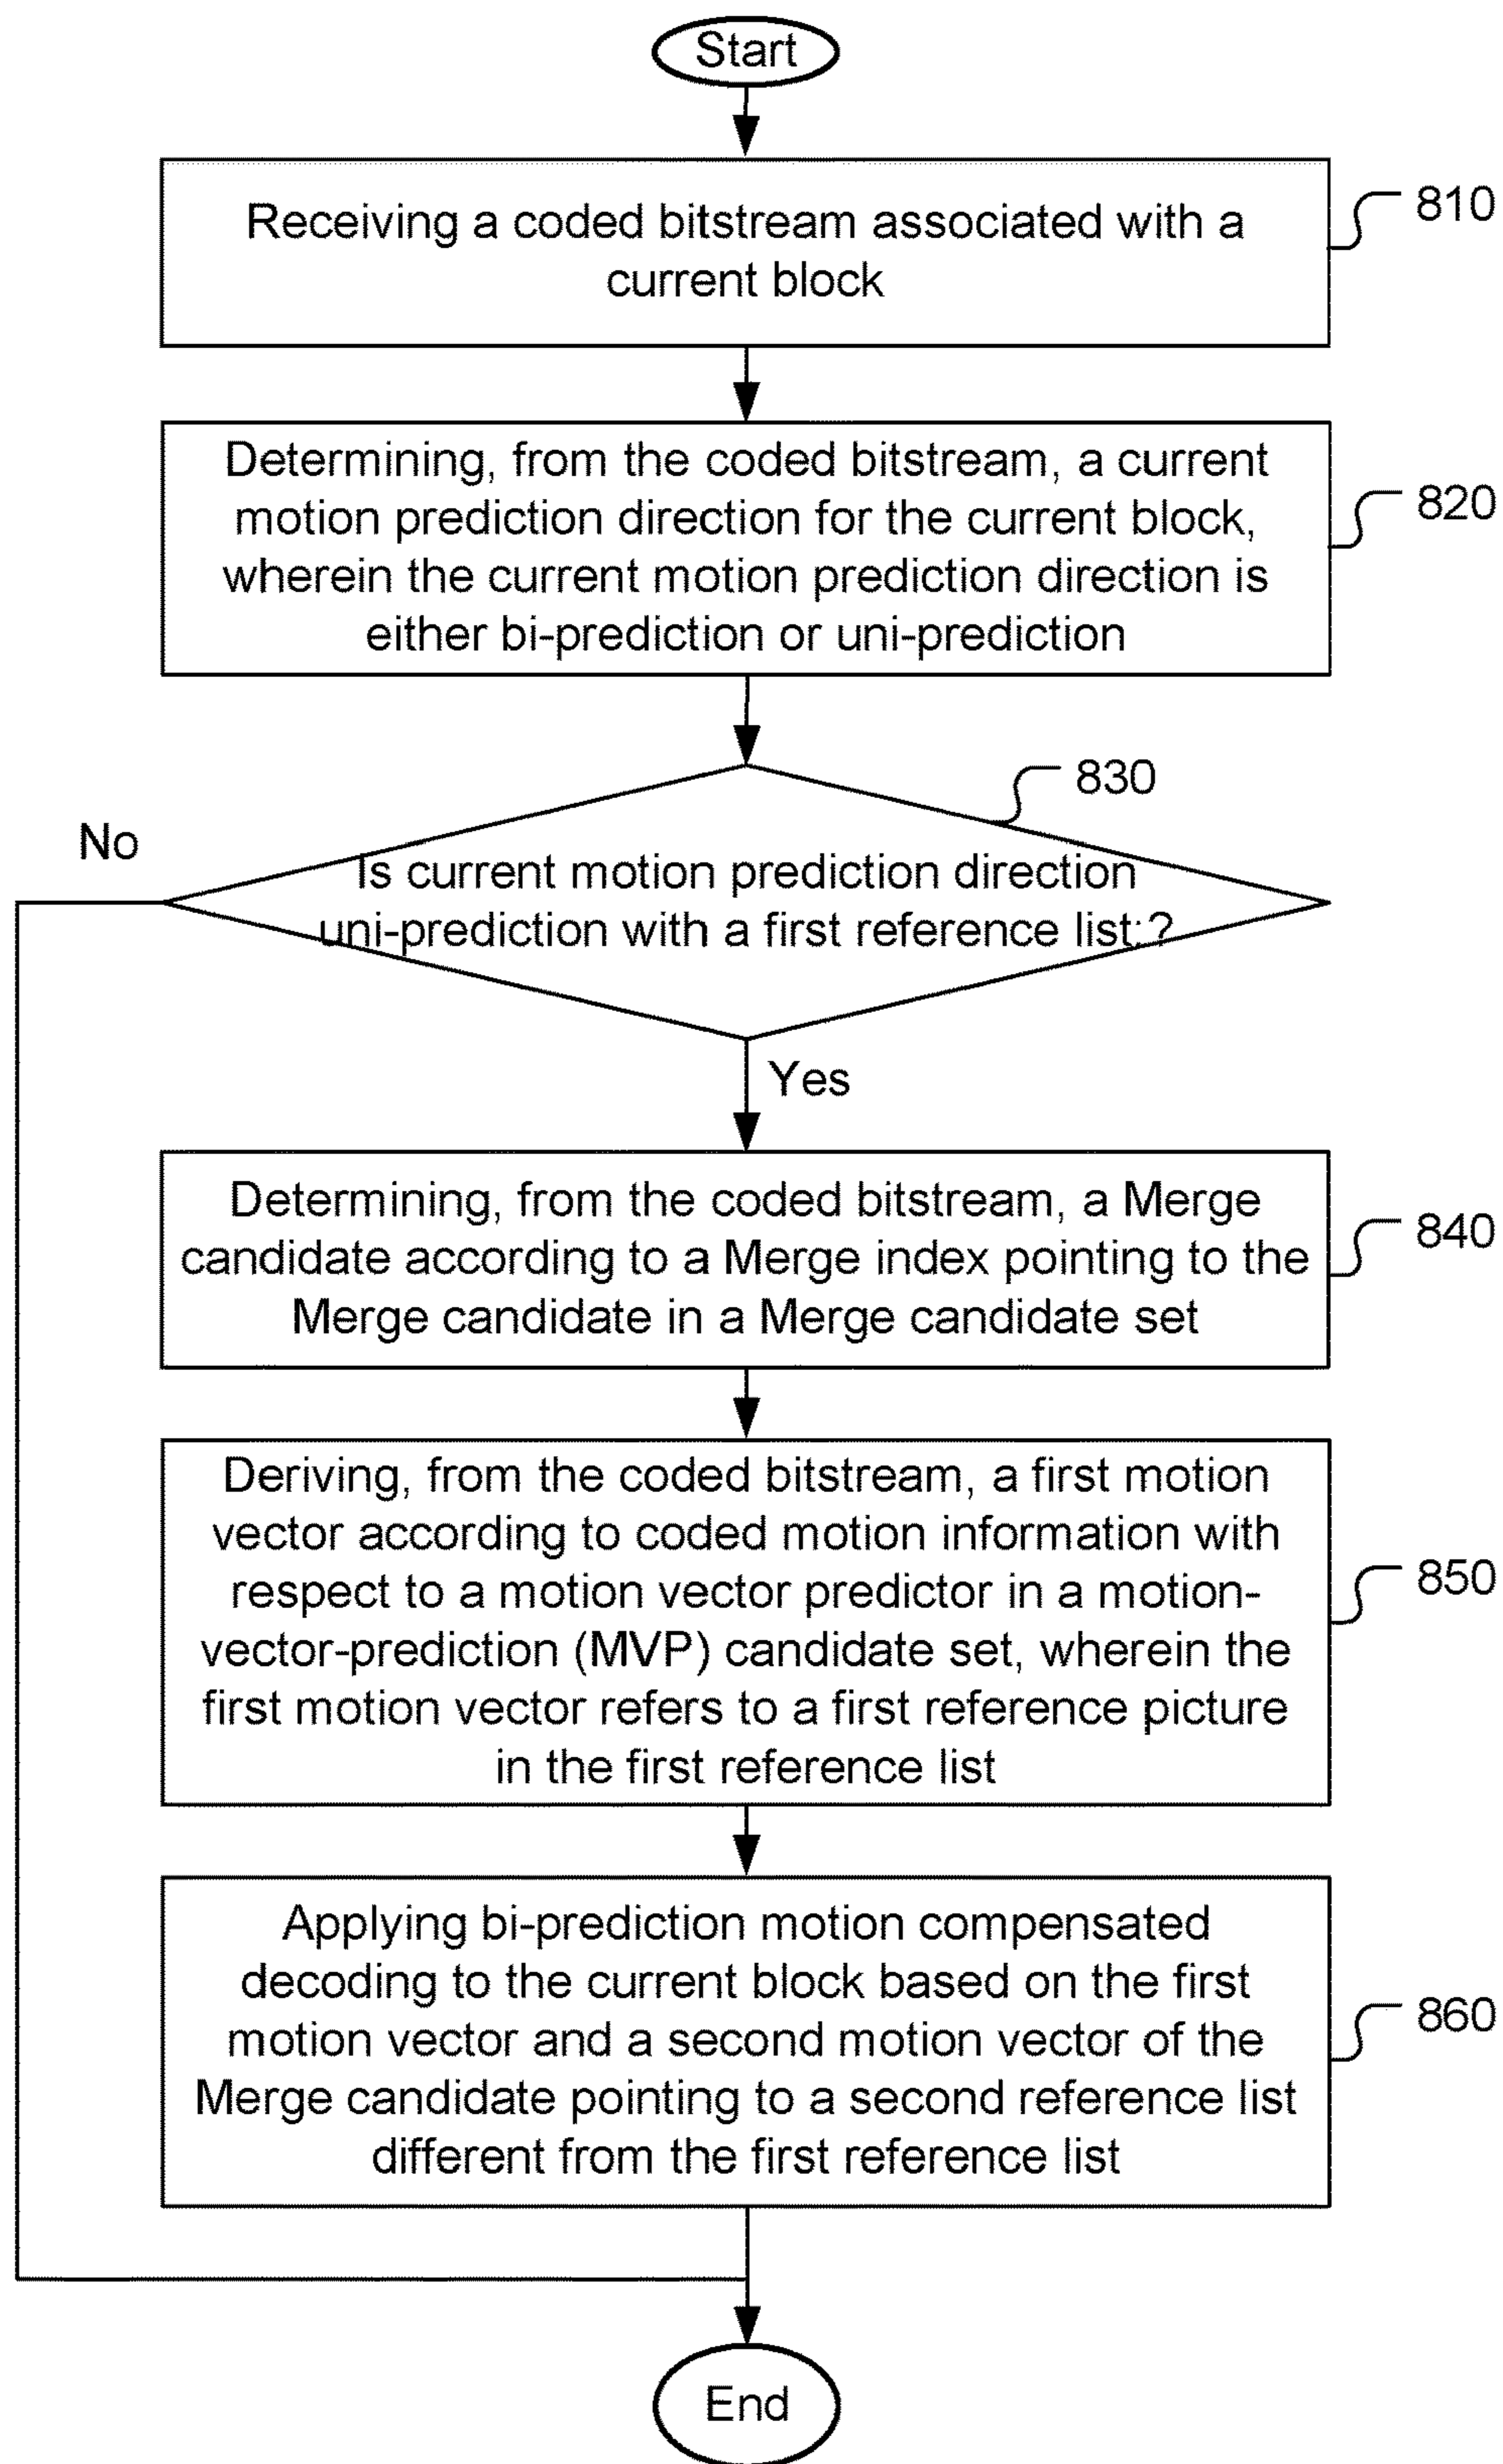 Start
Receiving a coded bitstream associated with a
current block
810
Determining, from the coded bitstream, a current
motion prediction direction for the current block,
wherein the current motion prediction direction is
either bi-prediction or uni-prediction
820
830
No
Is current motion prediction direction
uni-prediction with a first reference list;?
Yes
Determining, from the coded bitstream, a Merge
candidate according to a Merge index pointing to the
Merge candidate in a Merge candidate set
840
Deriving, from the coded bitstream, a first motion
vector according to coded motion information with
respect to a motion vector predictor in a motion-
vector-prediction (MVP) candidate set, wherein the
first motion vector refers to a first reference picture
in the first reference list
850
Applying bi-prediction motion compensated
decoding to the current block based on the first
motion vector and a second motion vector of the
Merge candidate pointing to a second reference list
different from the first reference list
860
End